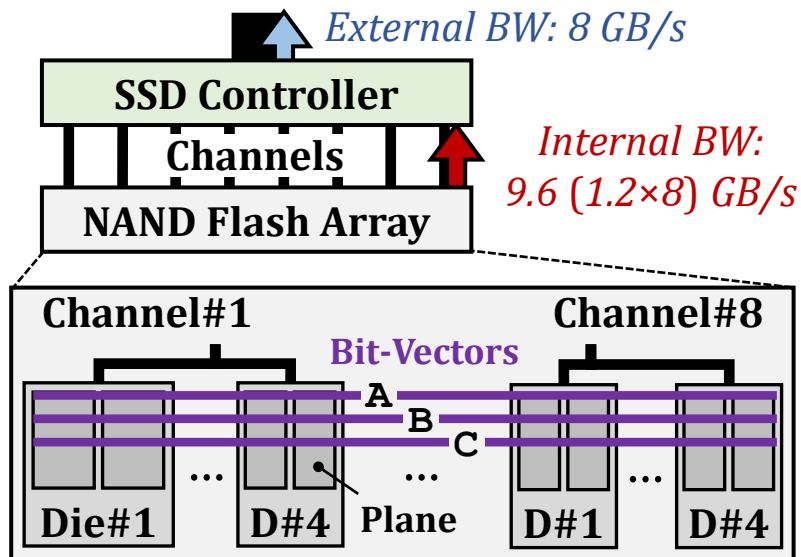 External BW: 8 GB/s
SSD Controller
Channels
Internal BW:
9.6 (1.2×8) GB/s
NAND Flash Array
Channel#1
Channel#8
Bit-Vectors
A
B
C
... ... ...
Die#1
D#4
Plane
D#1
D#4